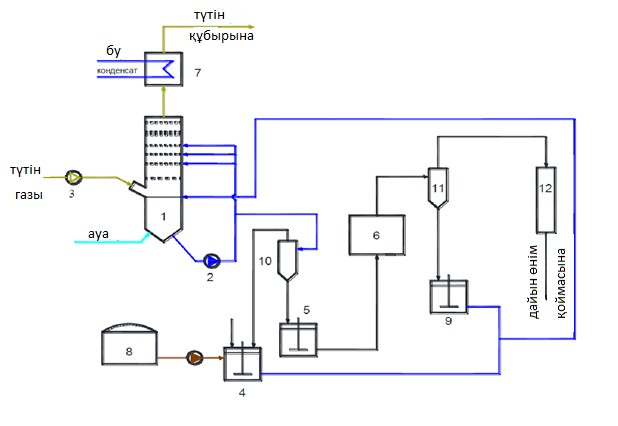 түтін
құбырына
бу
конденсат
7
түтін
газы
3
1
ауа
2
10
11
12
6
5
9
8
4
дайын өнім
қоймасына